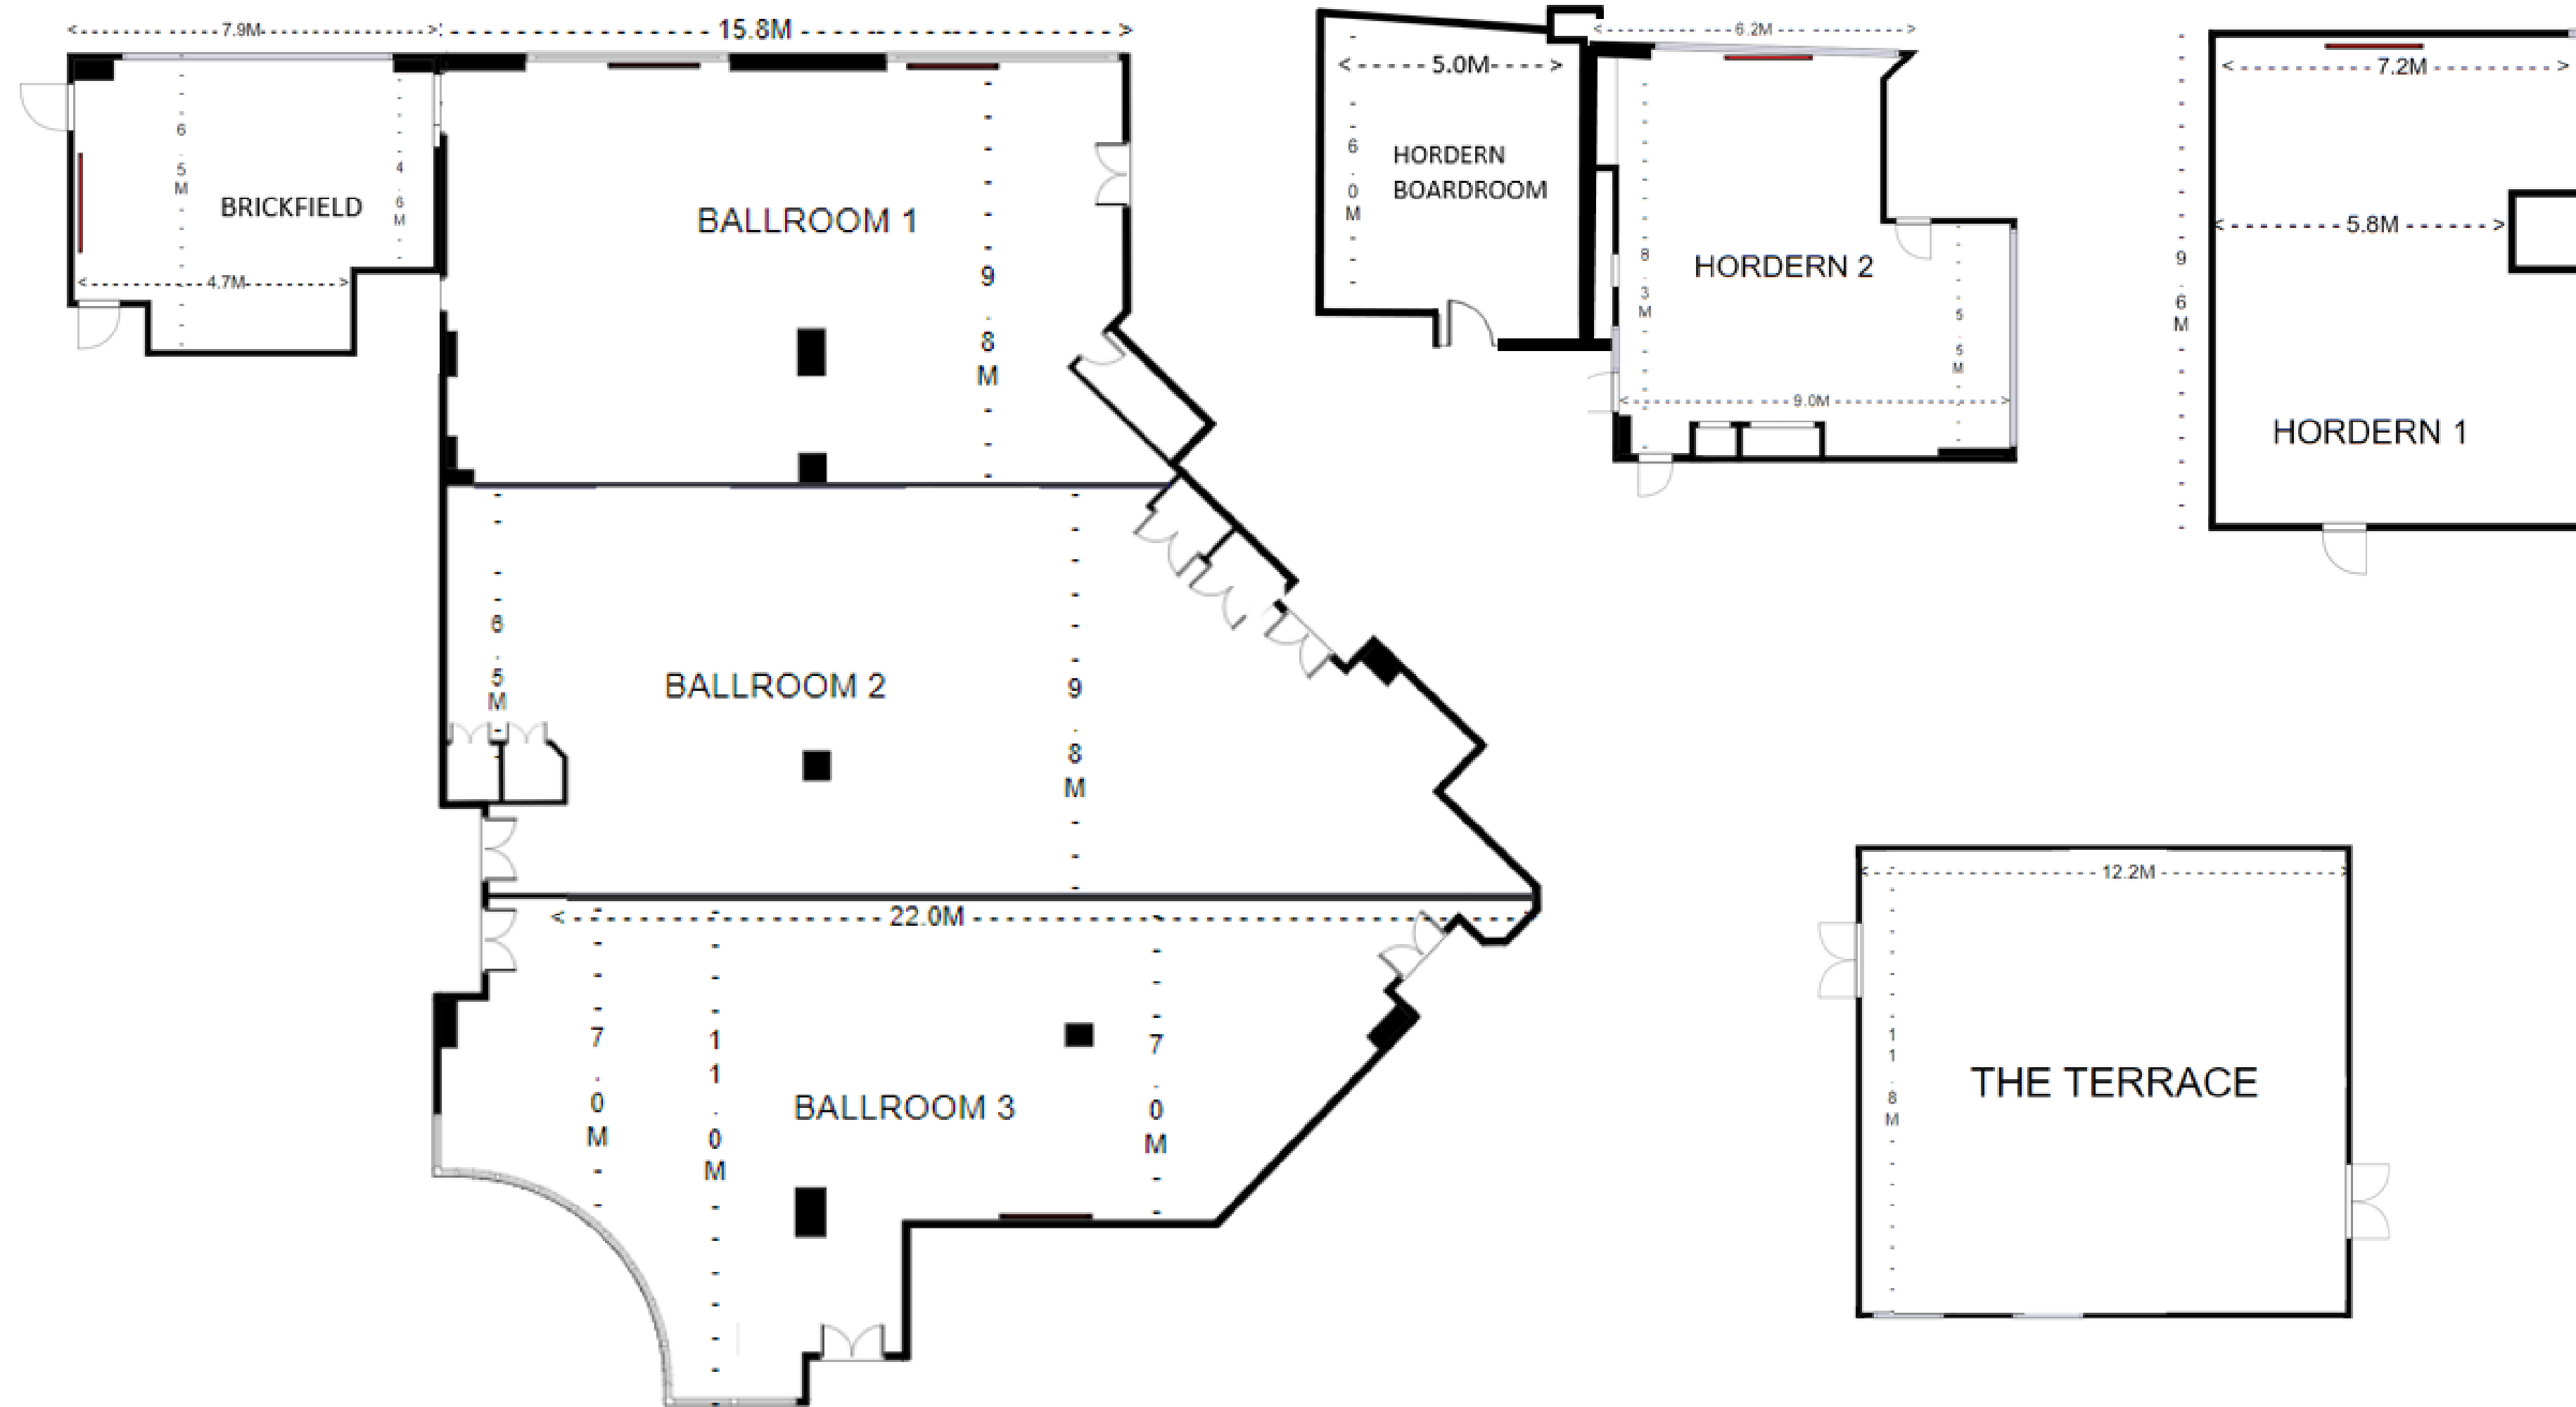 7.9M
15.8M
6.5M
4.6M
BRICKFIELD
4.7M
BALLROOM 1
9.8M
5.0M
6.0M
HORDERN
BOARDROOM
6.2M
8.3M
HORDERN 2
5.5M
9.0M
7.2M
5.8M
9.6M
HORDERN 1
6.5M
BALLROOM 2
9.8M
22.0M
7.0M
11.0M
7.0M
BALLROOM 3
12.2M
11.8M
THE TERRACE